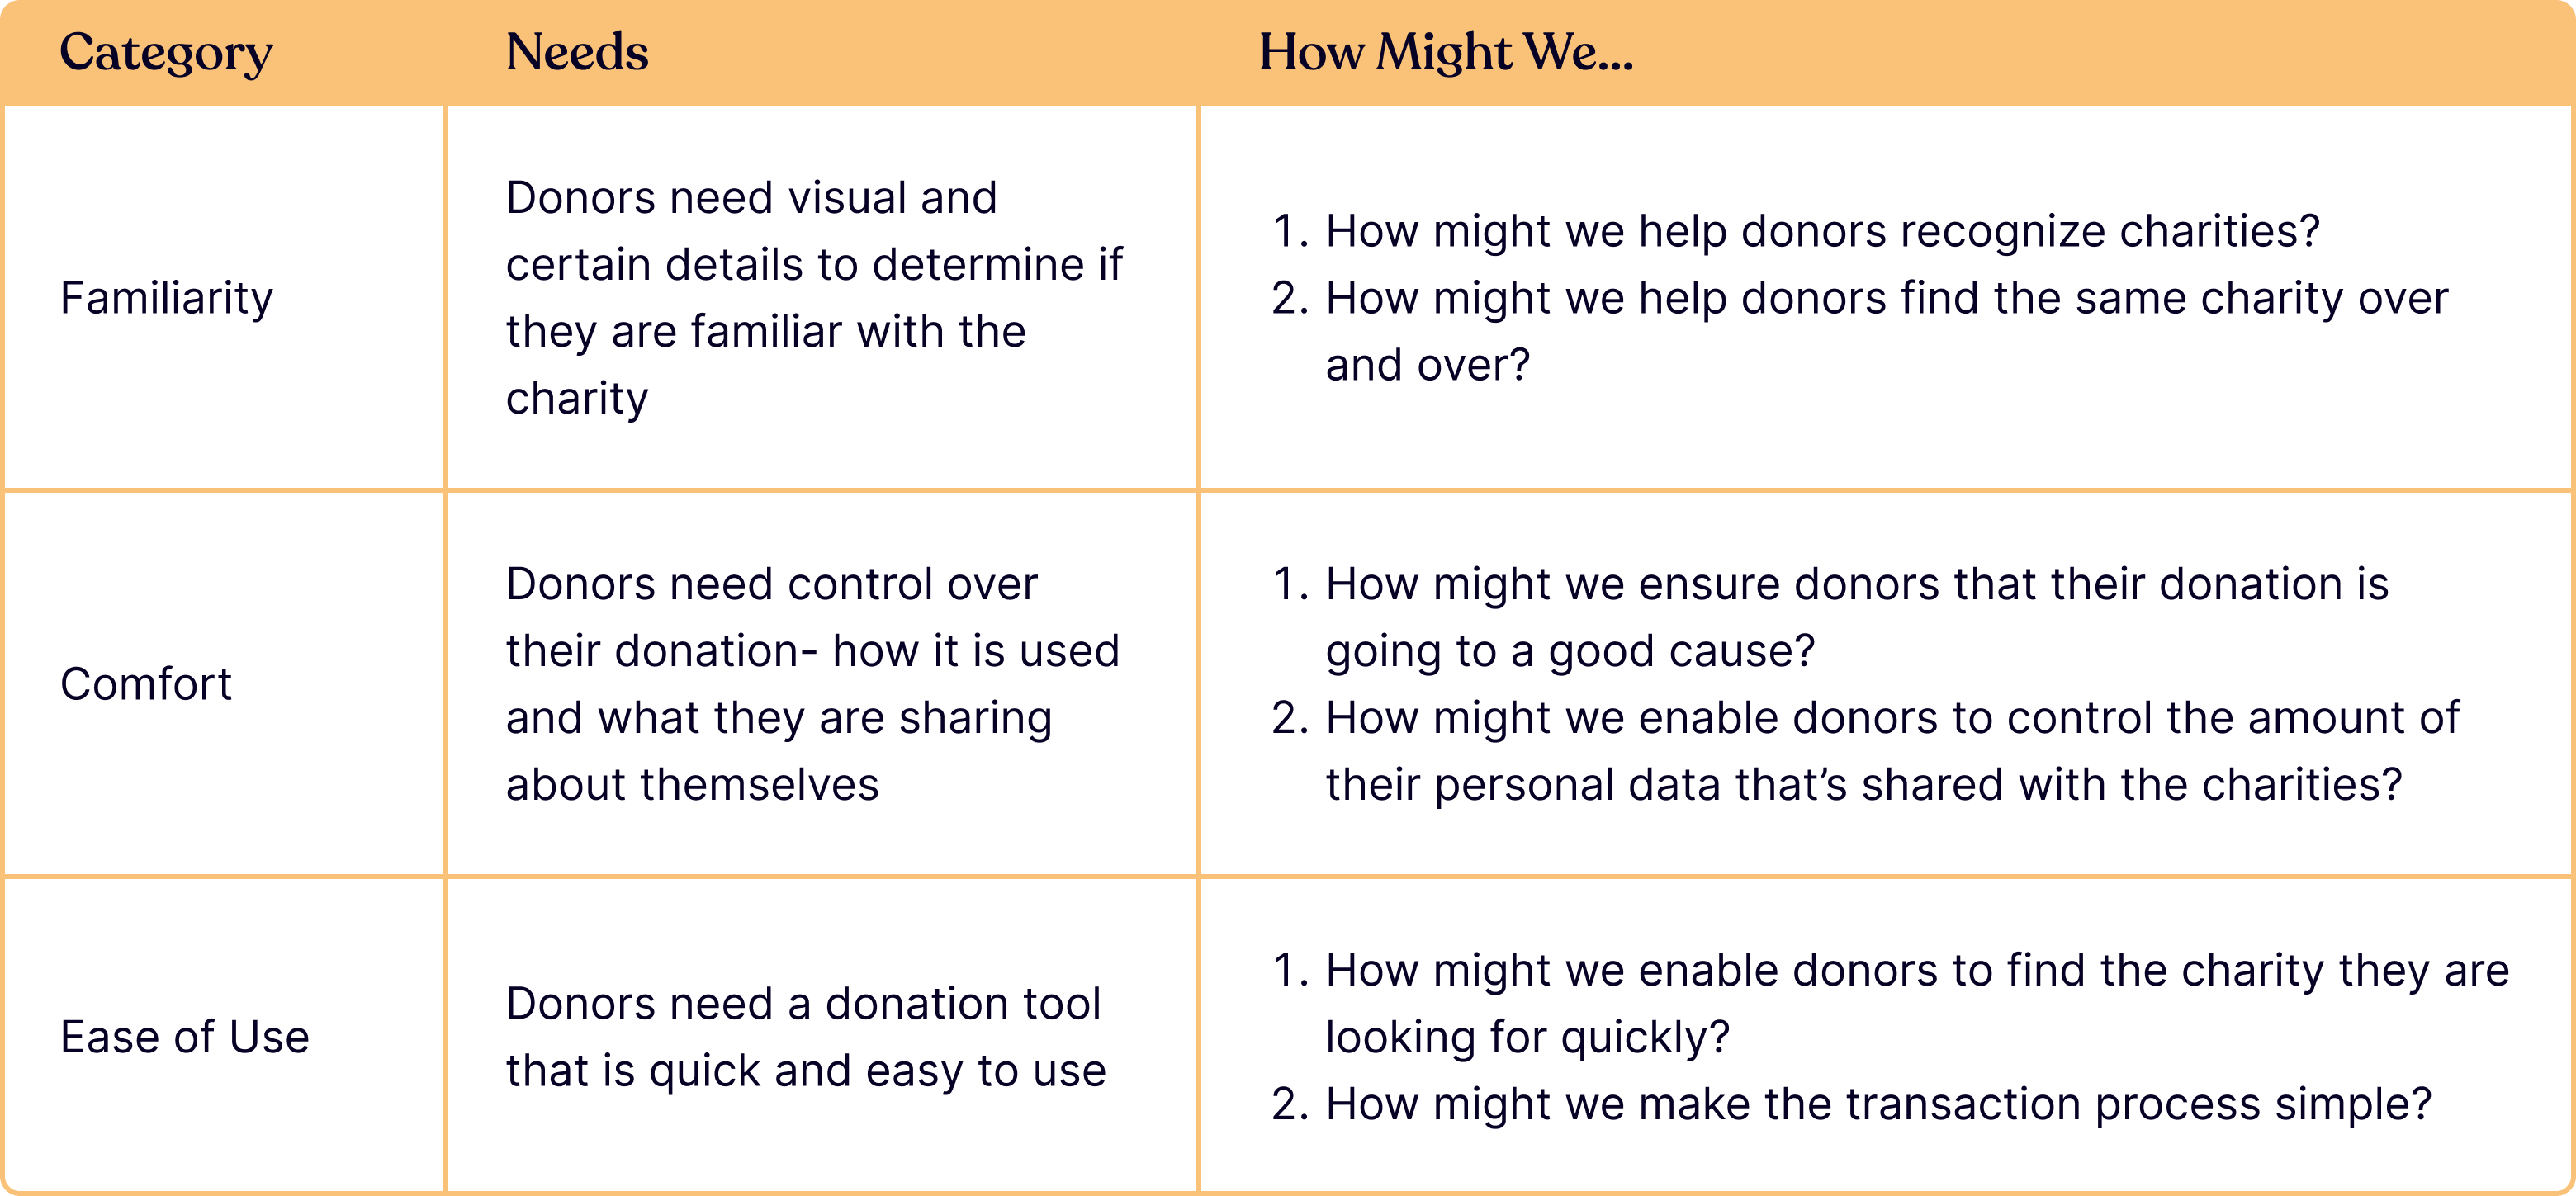 Category
Needs
How Might We...
Familiarity
Donors need visual and
certain details to determine if
they are familiar with the
charity
1. How might we help donors recognize charities?
2. How might we help donors find the same charity over
and over?
Comfort
Donors need control over
their donation- how it is used
and what they are sharing
about themselves
1. How might we ensure donors that their donation is
going to a good cause?
2. How might we enable donors to control the amount of
their personal data that’s shared with the charities?
Ease of Use
Donors need a donation tool
that is quick and easy to use
1. How might we enable donors to find the charity they are
looking for quickly?
2. How might we make the transaction process simple?